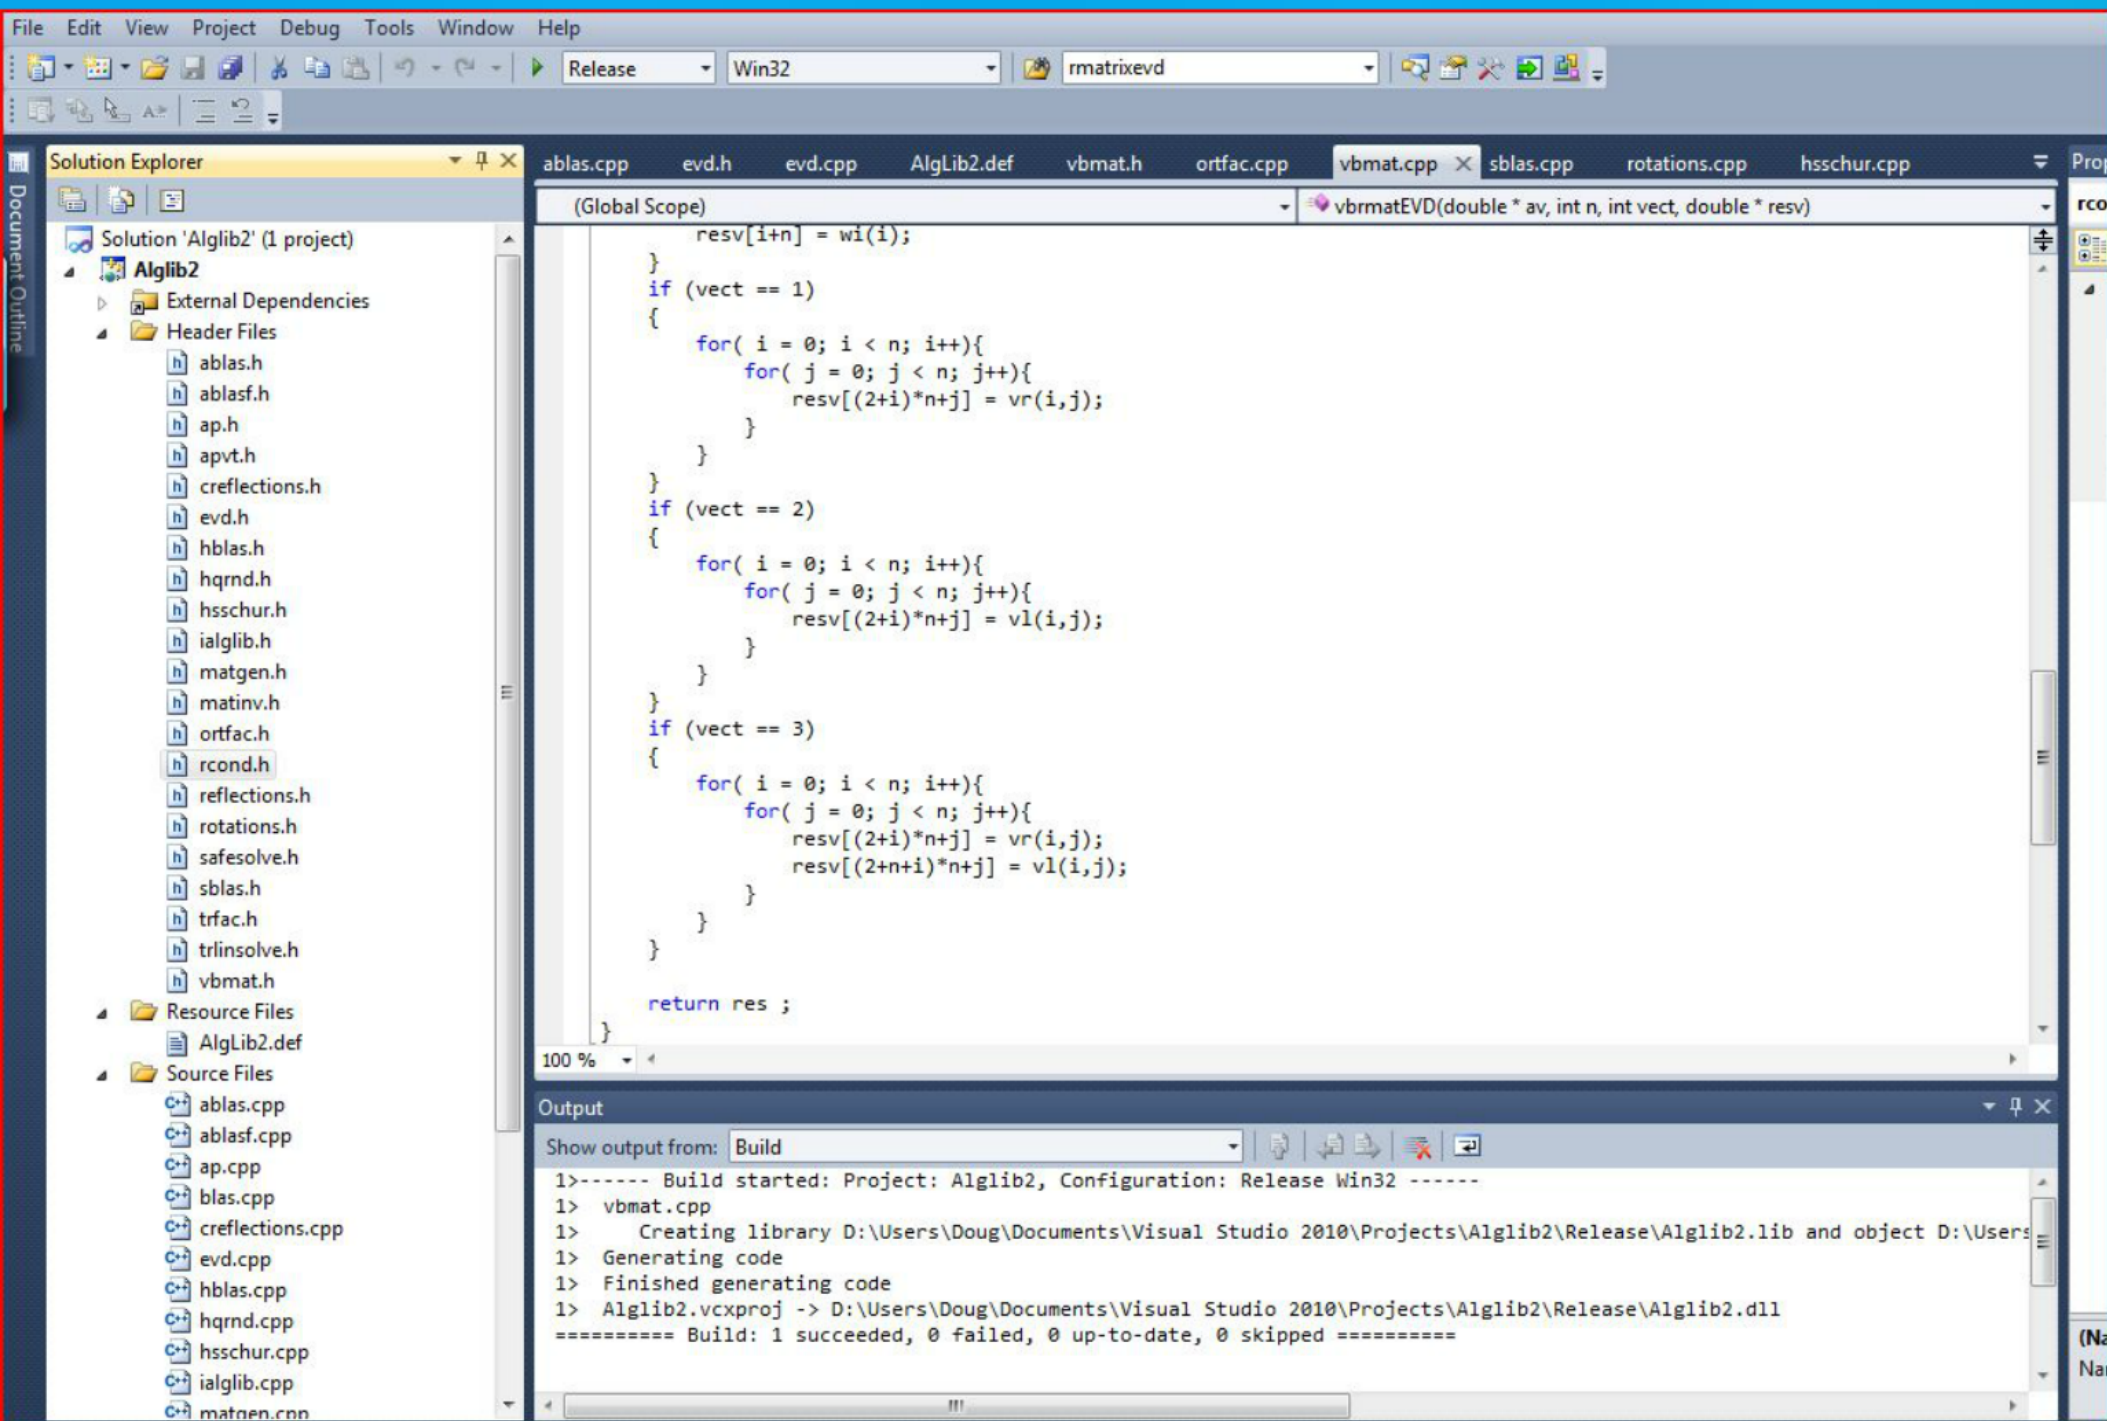 File Edit View Project Debug Tools Window Help
Release Win32 rmatrixevd
Document Outline
Solution Explorer
Solution 'Alglib2' (1 project)
Alglib2
External Dependencies
Header Files
ablas.h
ablasf.h
ap.h
apvt.h
creflections.h
evd.h
hblas.h
hqrnd.h
hsschur.h
ialglib.h
matgen.h
matinv.h
ortfac.h
rcond.h
reflections.h
rotations.h
safesolve.h
sblas.h
trfac.h
trlinsolve.h
vbmat.h
Resource Files
AlgLib2.def
Source Files
ablas.cpp
ablasf.cpp
ap.cpp
blas.cpp
creflections.cpp
evd.cpp
hblas.cpp
hqrnd.cpp
hsschur.cpp
ialglib.cpp
matgen.cpp
ablas.cpp evd.h evd.cpp AlgLib2.def vbmat.h ortfac.cpp vbmat.cpp sblas.cpp rotations.cpp hsschur.cpp
(Global Scope) vbrmatEVD(double * av, int n, int vect, double * resv)
resv[i+n] = wi(i);
}
if (vect == 1)
{
for( i = 0; i < n; i++){
for( j = 0; j < n; j++){
resv[(2+i)*n+j] = vr(i,j);
}
}
}
if (vect == 2)
{
for( i = 0; i < n; i++){
for( j = 0; j < n; j++){
resv[(2+i)*n+j] = vl(i,j);
}
}
}
if (vect == 3)
{
for( i = 0; i < n; i++){
for( j = 0; j < n; j++){
resv[(2+i)*n+j] = vr(i,j);
resv[(2+n+i)*n+j] = vl(i,j);
}
}
}
return res ;
}
100 %
Output
Show output from: Build
1>------ Build started: Project: Alglib2, Configuration: Release Win32 ------
1> vbmat.cpp
1> Creating library D:\Users\Doug\Documents\Visual Studio 2010\Projects\Alglib2\Release\Alglib2.lib and object D:\Users
1> Generating code
1> Finished generating code
1> Alglib2.vcxproj -> D:\Users\Doug\Documents\Visual Studio 2010\Projects\Alglib2\Release\Alglib2.dll
========== Build: 1 succeeded, 0 failed, 0 up-to-date, 0 skipped ==========
Prop
rco
(Na
Nar